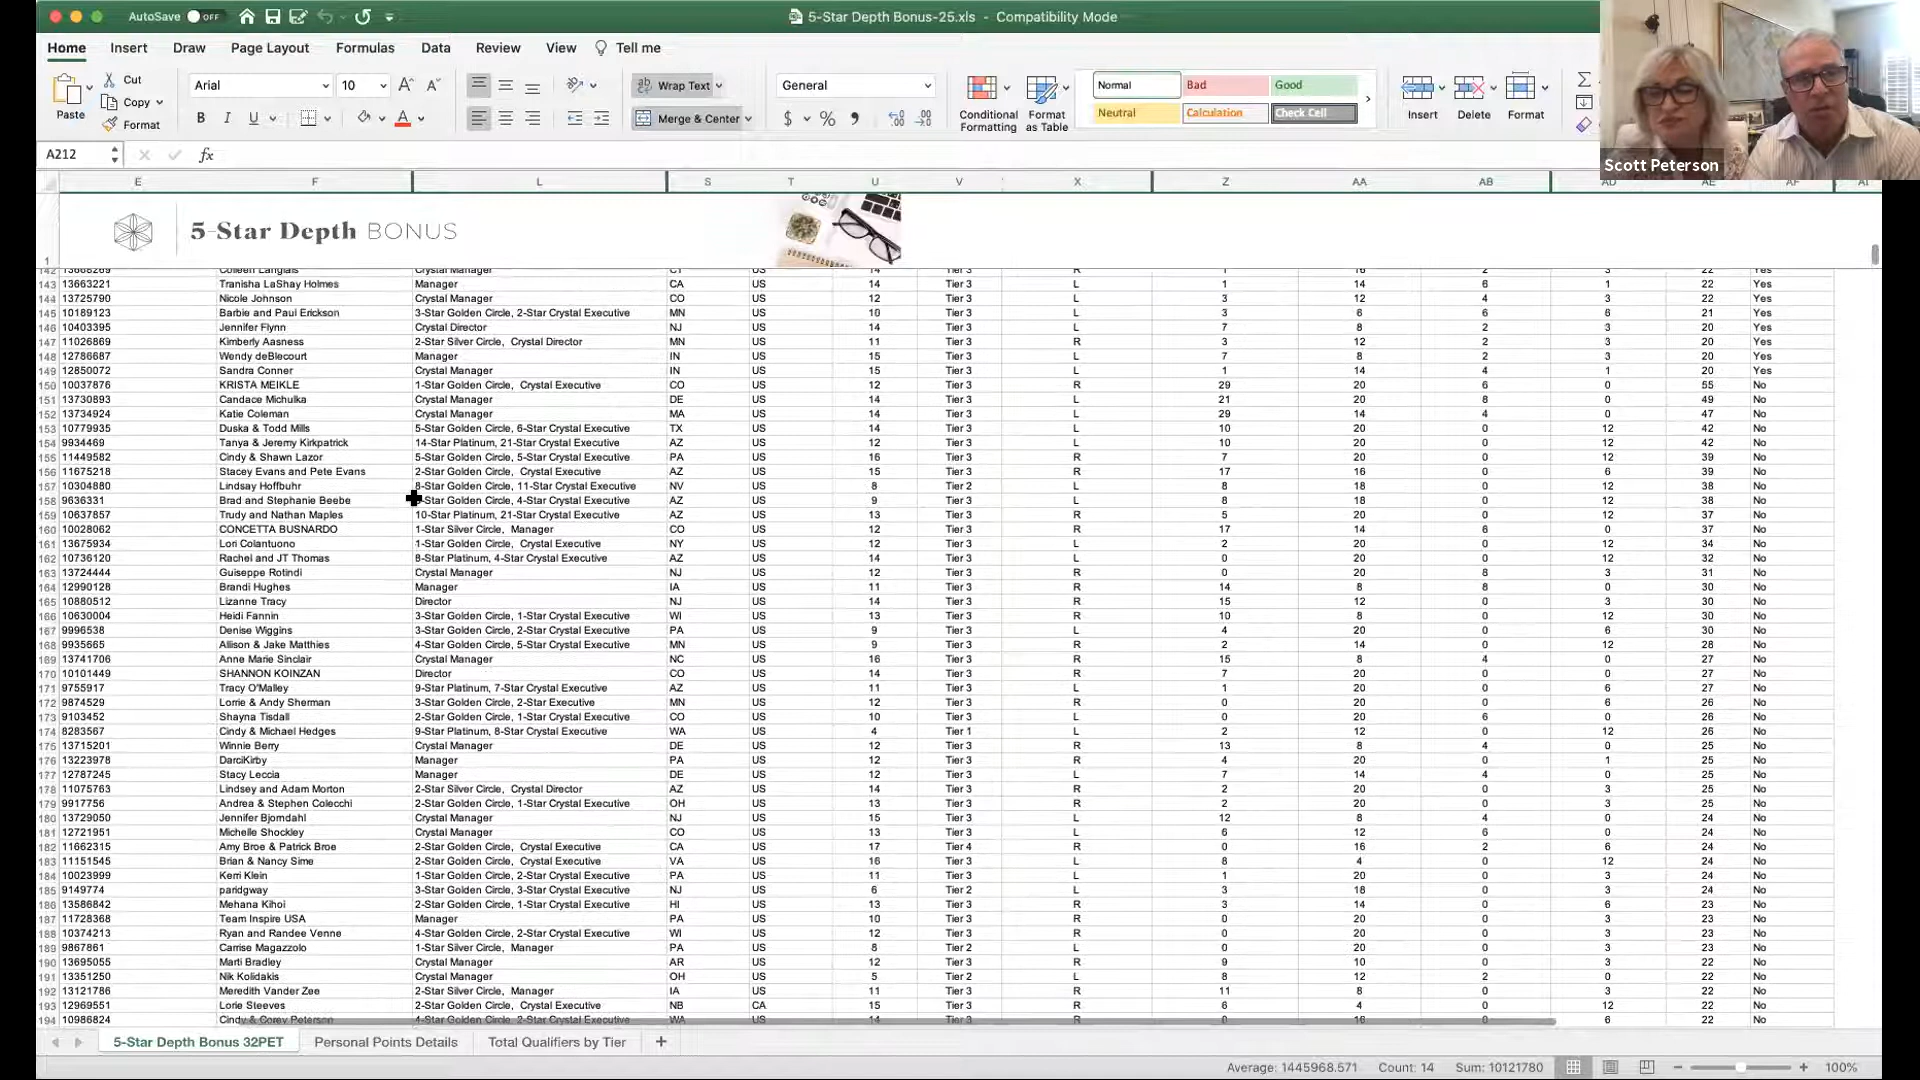 AutoSave OFF 5-Star Depth Bonus-25.xls - Compatibility Mode
Home Insert Draw Page Layout Formulas Data Review View Tell me
Paste Cut Copy Format Arial 10 Wrap Text Merge & Center General Conditional Formatting Format as Table Normal Bad Good Neutral Calculation Check Cell Insert Delete Format
Scott Peterson
A212 fx
E F L S T U V X Z AA AB AD AE AF
1 5-Star Depth BONUS
142 13668269 Colleen Langlais Crystal Manager CT US 14 Tier 3 R 1 16 2 3 22 Yes
143 13663221 Tranisha LaShay Holmes Manager CA US 14 Tier 3 L 1 14 6 1 22 Yes
144 13725790 Nicole Johnson Crystal Manager CO US 12 Tier 3 L 3 12 4 3 22 Yes
145 10189123 Barbie and Paul Erickson 3-Star Golden Circle, 2-Star Crystal Executive MN US 10 Tier 3 L 3 6 6 6 21 Yes
146 10403395 Jennifer Flynn Crystal Director NJ US 14 Tier 3 L 7 8 2 3 20 Yes
147 11026869 Kimberly Aasness 2-Star Silver Circle, Crystal Director MN US 11 Tier 3 R 3 12 2 3 20 Yes
148 12786687 Wendy deBlecourt Manager IN US 15 Tier 3 L 7 8 2 3 20 Yes
149 12850072 Sandra Conner Crystal Manager IN US 15 Tier 3 L 1 14 4 1 20 Yes
150 10037876 KRISTA MEIKLE 1-Star Golden Circle, Crystal Executive CO US 12 Tier 3 R 29 20 6 0 55 No
151 13730893 Candace Michulka Crystal Manager DE US 14 Tier 3 L 21 20 8 0 49 No
152 13734924 Katie Coleman Crystal Manager MA US 14 Tier 3 L 29 14 4 0 47 No
153 10779935 Duska & Todd Mills 5-Star Golden Circle, 6-Star Crystal Executive TX US 14 Tier 3 L 10 20 0 12 42 No
154 9934469 Tanya & Jeremy Kirkpatrick 14-Star Platinum, 21-Star Crystal Executive AZ US 12 Tier 3 L 10 20 0 12 42 No
155 11449582 Cindy & Shawn Lazor 5-Star Golden Circle, 5-Star Crystal Executive PA US 16 Tier 3 R 7 20 0 12 39 No
156 11675218 Stacey Evans and Pete Evans 2-Star Golden Circle, Crystal Executive AZ US 15 Tier 3 R 17 16 0 6 39 No
157 10304880 Lindsay Hoffbuhr 8-Star Golden Circle, 11-Star Crystal Executive NV US 8 Tier 2 L 8 18 0 12 38 No
158 9636331 Brad and Stephanie Beebe -Star Golden Circle, 4-Star Crystal Executive AZ US 9 Tier 3 L 8 18 0 12 38 No
159 10637857 Trudy and Nathan Maples 10-Star Platinum, 21-Star Crystal Executive AZ US 13 Tier 3 R 5 20 0 12 37 No
160 10028062 CONCETTA BUSNARDO 1-Star Silver Circle, Manager CO US 12 Tier 3 R 17 14 6 0 37 No
161 13675934 Lori Colantuono 1-Star Golden Circle, Crystal Executive NY US 12 Tier 3 L 2 20 0 12 34 No
162 10736120 Rachel and JT Thomas 8-Star Platinum, 4-Star Crystal Executive AZ US 14 Tier 3 L 0 20 0 12 32 No
163 13724444 Guiseppe Rotindi Crystal Manager NJ US 12 Tier 3 R 0 20 8 3 31 No
164 12990128 Brandi Hughes Manager IA US 11 Tier 3 R 14 8 8 0 30 No
165 10880512 Lizanne Tracy Director NJ US 14 Tier 3 R 15 12 0 3 30 No
166 10630004 Heidi Fannin 3-Star Golden Circle, 1-Star Crystal Executive WI US 13 Tier 3 R 10 8 0 12 30 No
167 9996538 Denise Wiggins 3-Star Golden Circle, 2-Star Crystal Executive PA US 9 Tier 3 L 4 20 0 6 30 No
168 9935665 Allison & Jake Matthies 4-Star Golden Circle, 5-Star Crystal Executive MN US 9 Tier 3 R 2 14 0 12 28 No
169 13741706 Anne Marie Sinclair Crystal Manager NC US 16 Tier 3 R 15 8 4 0 27 No
170 10101449 SHANNON KOINZAN Director CO US 14 Tier 3 R 7 20 0 0 27 No
171 9755917 Tracy O'Malley 9-Star Platinum, 7-Star Crystal Executive AZ US 11 Tier 3 L 1 20 0 6 27 No
172 9874529 Lorrie & Andy Sherman 3-Star Golden Circle, 2-Star Executive MN US 12 Tier 3 R 0 20 0 6 26 No
173 9103452 Shayna Tisdall 2-Star Golden Circle, 1-Star Crystal Executive CO US 10 Tier 3 L 0 20 6 0 26 No
174 8283567 Cindy & Michael Hedges 9-Star Platinum, 8-Star Crystal Executive WA US 4 Tier 1 L 2 12 0 12 26 No
175 13715201 Winnie Berry Crystal Manager DE US 12 Tier 3 R 13 8 4 0 25 No
176 13223978 DarciKirby Manager PA US 12 Tier 3 R 4 20 0 1 25 No
177 12787245 Stacy Leccia Manager DE US 12 Tier 3 L 7 14 4 0 25 No
178 11075763 Lindsey and Adam Morton 2-Star Silver Circle, Crystal Director AZ US 14 Tier 3 R 2 20 0 3 25 No
179 9917756 Andrea & Stephen Colecchi 2-Star Golden Circle, 1-Star Crystal Executive OH US 13 Tier 3 R 2 20 0 3 25 No
180 13729050 Jennifer Bjorndahl Crystal Manager NJ US 15 Tier 3 L 12 8 4 0 24 No
181 12721951 Michelle Shockley Crystal Manager CO US 13 Tier 3 L 6 12 6 0 24 No
182 11662315 Amy Broe & Patrick Broe 2-Star Golden Circle, Crystal Executive CA US 17 Tier 4 R 0 16 2 6 24 No
183 11151545 Brian & Nancy Sime 2-Star Golden Circle, Crystal Executive VA US 16 Tier 3 L 8 4 0 12 24 No
184 10023999 Kerri Klein 1-Star Golden Circle, 2-Star Crystal Executive PA US 11 Tier 3 L 1 20 0 3 24 No
185 9149774 paridgway 3-Star Golden Circle, 3-Star Crystal Executive NJ US 6 Tier 2 L 3 18 0 3 24 No
186 13586842 Mehana Kihoi 2-Star Golden Circle, 1-Star Crystal Executive HI US 13 Tier 3 R 3 14 0 6 23 No
187 11728368 Team Inspire USA Manager PA US 10 Tier 3 R 0 20 0 3 23 No
188 10374213 Ryan and Randee Venne 4-Star Golden Circle, 2-Star Crystal Executive WI US 12 Tier 3 R 0 20 0 3 23 No
189 9867861 Carrise Magazzolo 1-Star Silver Circle, Manager PA US 8 Tier 2 L 0 20 0 3 23 No
190 13695055 Marti Bradley Crystal Manager AR US 12 Tier 3 R 9 10 0 3 22 No
191 13351250 Nik Kolidakis Crystal Manager OH US 5 Tier 2 L 8 12 2 0 22 No
192 13121786 Meredith Vander Zee 2-Star Silver Circle, Manager IA US 11 Tier 3 R 11 8 0 3 22 No
193 12969551 Lorie Steeves 2-Star Golden Circle, Crystal Executive NB CA 15 Tier 3 R 6 4 0 12 22 No
194 10986824 Cindy & Corey Peterson 4-Star Golden Circle, 2-Star Crystal Executive WA US 14 Tier 3 R 0 16 0 6 22 No
5-Star Depth Bonus 32PET Personal Points Details Total Qualifiers by Tier +
Average: 1445968.571 Count: 14 Sum: 10121780 100%